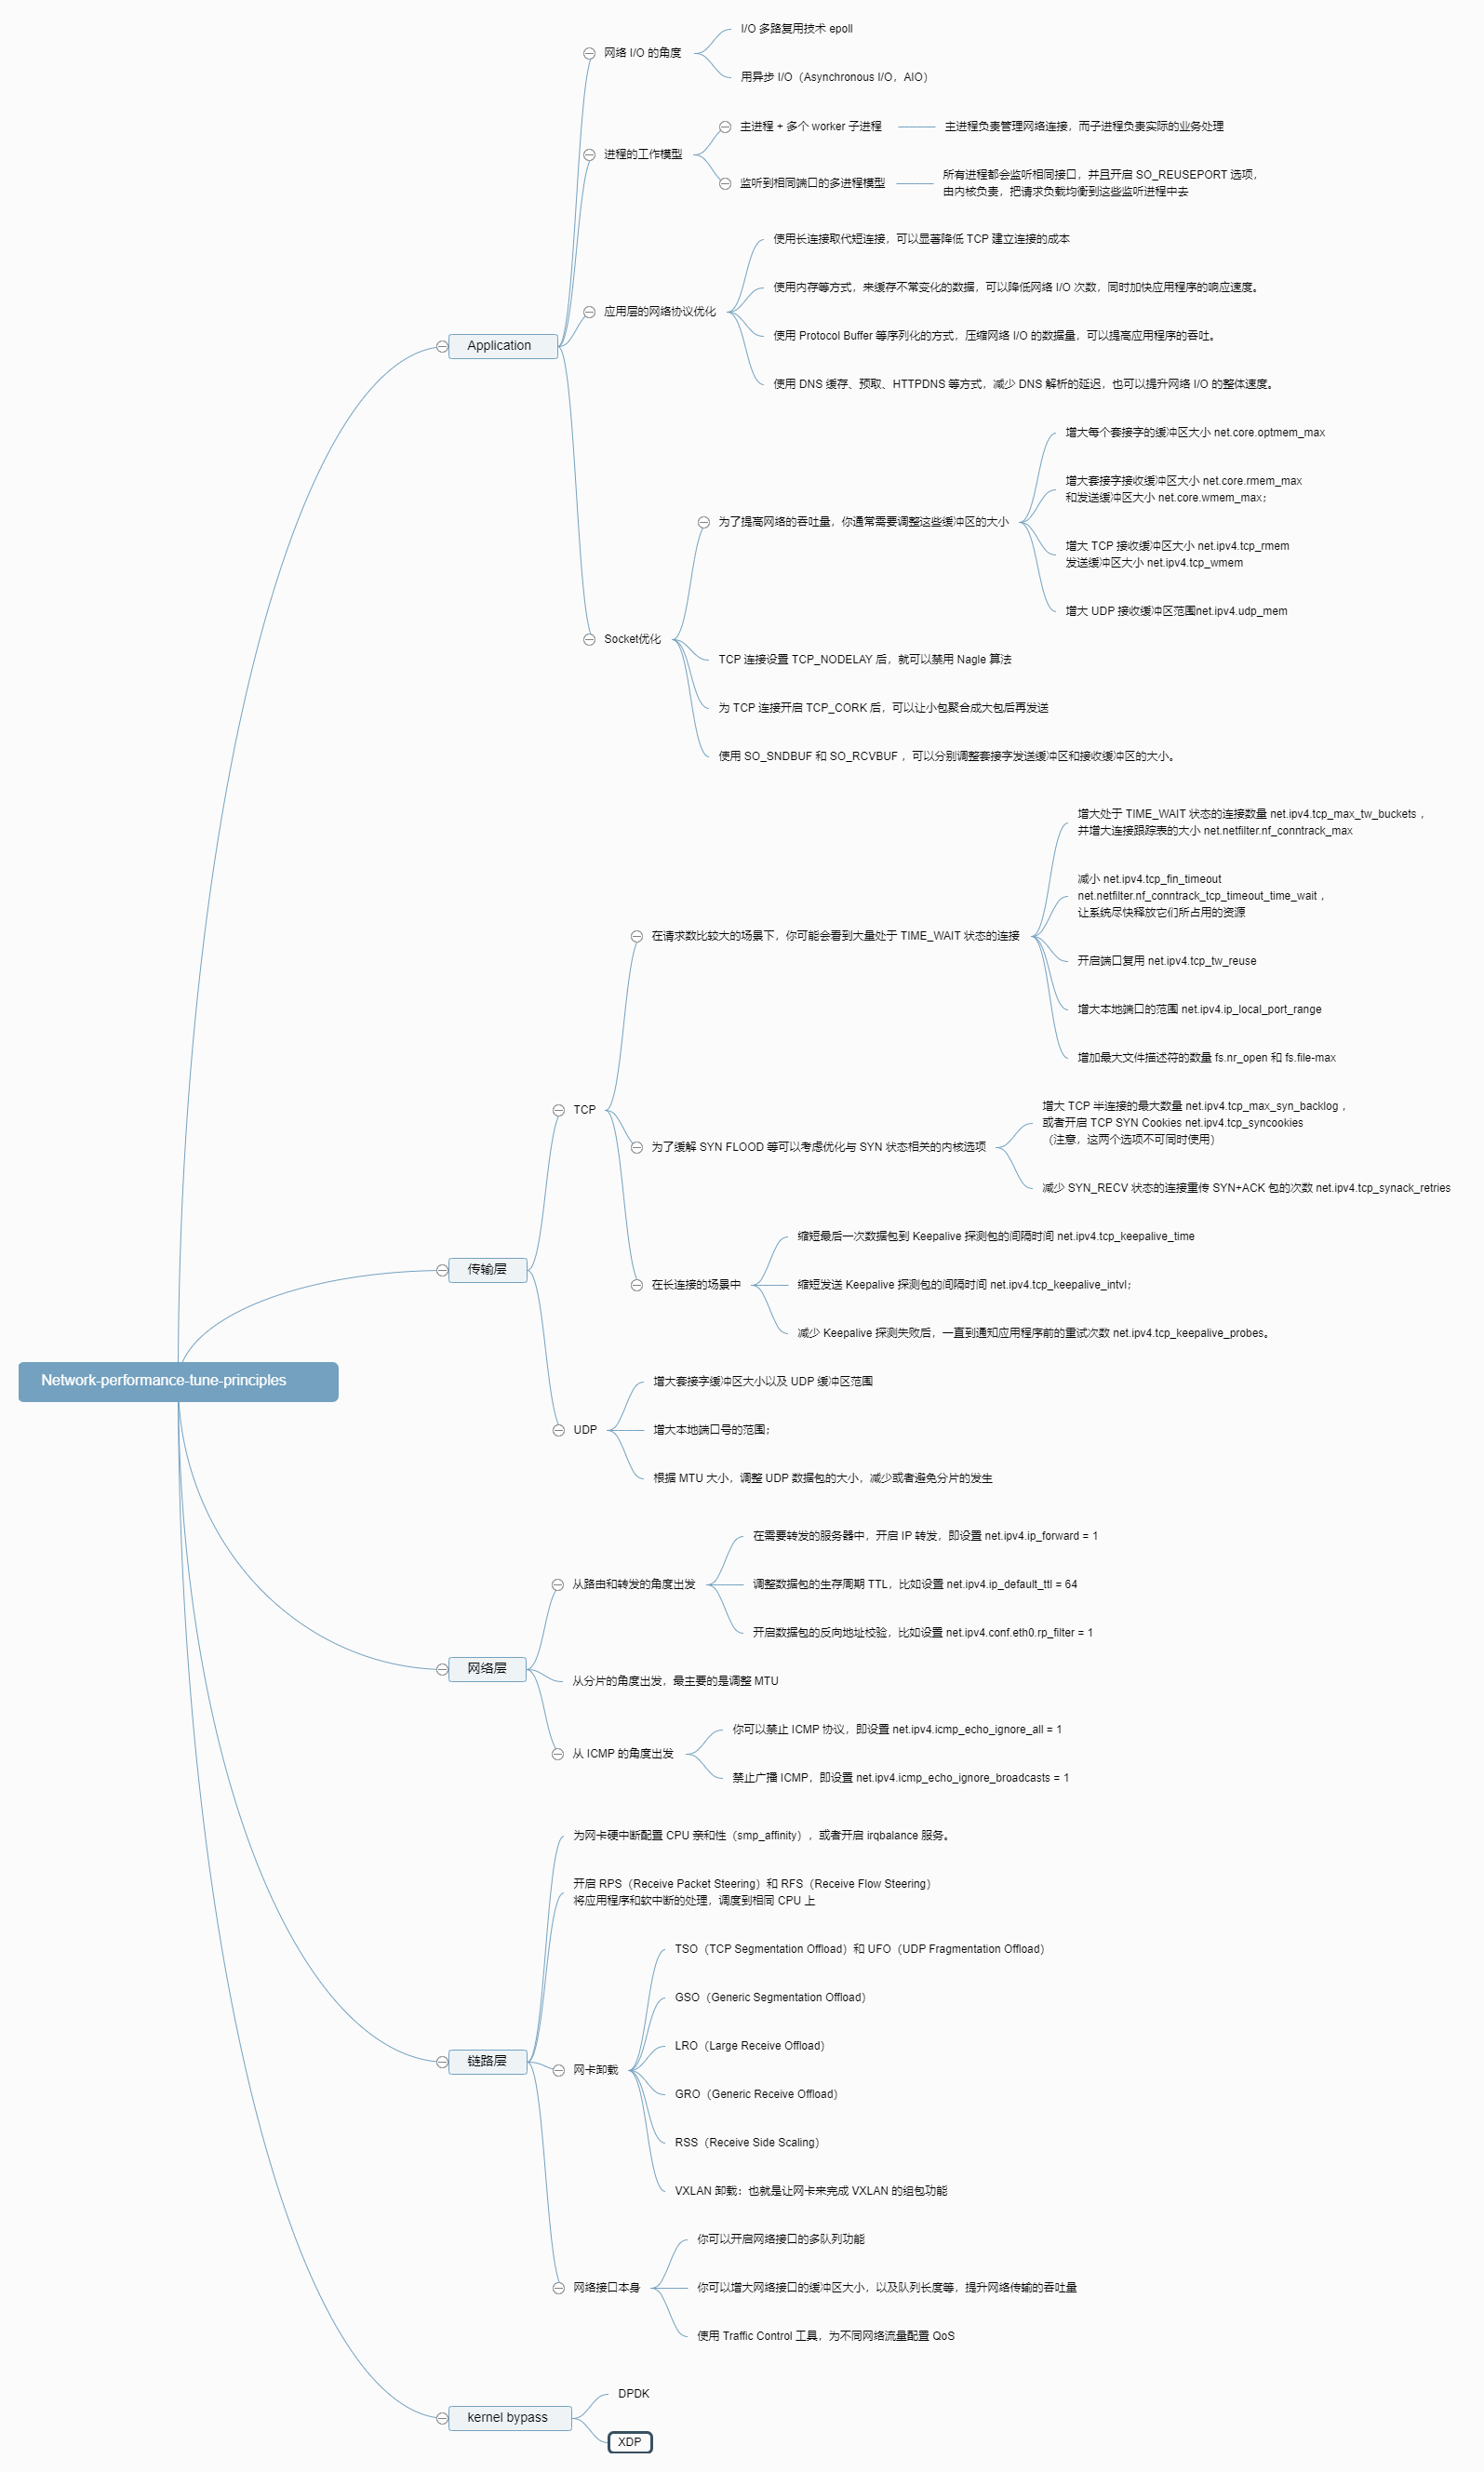 Network-performance-tune-principles
Application
网络 I/O 的角度
I/O 多路复用技术 epoll
用异步 I/O（Asynchronous I/O，AIO）
进程的工作模型
主进程 + 多个 worker 子进程
主进程负责管理网络连接，而子进程负责实际的业务处理
监听到相同端口的多进程模型
所有进程都会监听相同接口，并且开启 SO_REUSEPORT 选项，
由内核负责，把请求负载均衡到这些监听进程中去
应用层的网络协议优化
使用长连接取代短连接，可以显著降低 TCP 建立连接的成本
使用内存等方式，来缓存不常变化的数据，可以降低网络 I/O 次数，同时加快应用程序的响应速度。
使用 Protocol Buffer 等序列化的方式，压缩网络 I/O 的数据量，可以提高应用程序的吞吐。
使用 DNS 缓存、预取、HTTPDNS 等方式，减少 DNS 解析的延迟，也可以提升网络 I/O 的整体速度。
Socket优化
为了提高网络的吞吐量，你通常需要调整这些缓冲区的大小
增大每个套接字的缓冲区大小 net.core.optmem_max
增大套接字接收缓冲区大小 net.core.rmem_max
和发送缓冲区大小 net.core.wmem_max；
增大 TCP 接收缓冲区大小 net.ipv4.tcp_rmem
发送缓冲区大小 net.ipv4.tcp_wmem
增大 UDP 接收缓冲区范围net.ipv4.udp_mem
TCP 连接设置 TCP_NODELAY 后，就可以禁用 Nagle 算法
为 TCP 连接开启 TCP_CORK 后，可以让小包聚合成大包后再发送
使用 SO_SNDBUF 和 SO_RCVBUF ，可以分别调整套接字发送缓冲区和接收缓冲区的大小。
传输层
TCP
在请求数比较大的场景下，你可能会看到大量处于 TIME_WAIT 状态的连接
增大处于 TIME_WAIT 状态的连接数量 net.ipv4.tcp_max_tw_buckets ，
并增大连接跟踪表的大小 net.netfilter.nf_conntrack_max
减小 net.ipv4.tcp_fin_timeout
net.netfilter.nf_conntrack_tcp_timeout_time_wait ，
让系统尽快释放它们所占用的资源
开启端口复用 net.ipv4.tcp_tw_reuse
增大本地端口的范围 net.ipv4.ip_local_port_range
增加最大文件描述符的数量 fs.nr_open 和 fs.file-max
为了缓解 SYN FLOOD 等可以考虑优化与 SYN 状态相关的内核选项
增大 TCP 半连接的最大数量 net.ipv4.tcp_max_syn_backlog ，
或者开启 TCP SYN Cookies net.ipv4.tcp_syncookies
（注意，这两个选项不可同时使用）
减少 SYN_RECV 状态的连接重传 SYN+ACK 包的次数 net.ipv4.tcp_synack_retries
在长连接的场景中
缩短最后一次数据包到 Keepalive 探测包的间隔时间 net.ipv4.tcp_keepalive_time
缩短发送 Keepalive 探测包的间隔时间 net.ipv4.tcp_keepalive_intvl；
减少 Keepalive 探测失败后，一直到通知应用程序前的重试次数 net.ipv4.tcp_keepalive_probes。
UDP
增大套接字缓冲区大小以及 UDP 缓冲区范围
增大本地端口号的范围；
根据 MTU 大小，调整 UDP 数据包的大小，减少或者避免分片的发生
网络层
从路由和转发的角度出发
在需要转发的服务器中，开启 IP 转发，即设置 net.ipv4.ip_forward = 1
调整数据包的生存周期 TTL，比如设置 net.ipv4.ip_default_ttl = 64
开启数据包的反向地址校验，比如设置 net.ipv4.conf.eth0.rp_filter = 1
从分片的角度出发，最主要的是调整 MTU
从 ICMP 的角度出发
你可以禁止 ICMP 协议，即设置 net.ipv4.icmp_echo_ignore_all = 1
禁止广播 ICMP，即设置 net.ipv4.icmp_echo_ignore_broadcasts = 1
链路层
为网卡硬中断配置 CPU 亲和性（smp_affinity），或者开启 irqbalance 服务。
开启 RPS（Receive Packet Steering）和 RFS（Receive Flow Steering）
将应用程序和软中断的处理，调度到相同 CPU 上
网卡卸载
TSO（TCP Segmentation Offload）和 UFO（UDP Fragmentation Offload）
GSO（Generic Segmentation Offload）
LRO（Large Receive Offload）
GRO（Generic Receive Offload）
RSS（Receive Side Scaling）
VXLAN 卸载：也就是让网卡来完成 VXLAN 的组包功能
网络接口本身
你可以开启网络接口的多队列功能
你可以增大网络接口的缓冲区大小，以及队列长度等，提升网络传输的吞吐量
使用 Traffic Control 工具，为不同网络流量配置 QoS
kernel bypass
DPDK
XDP